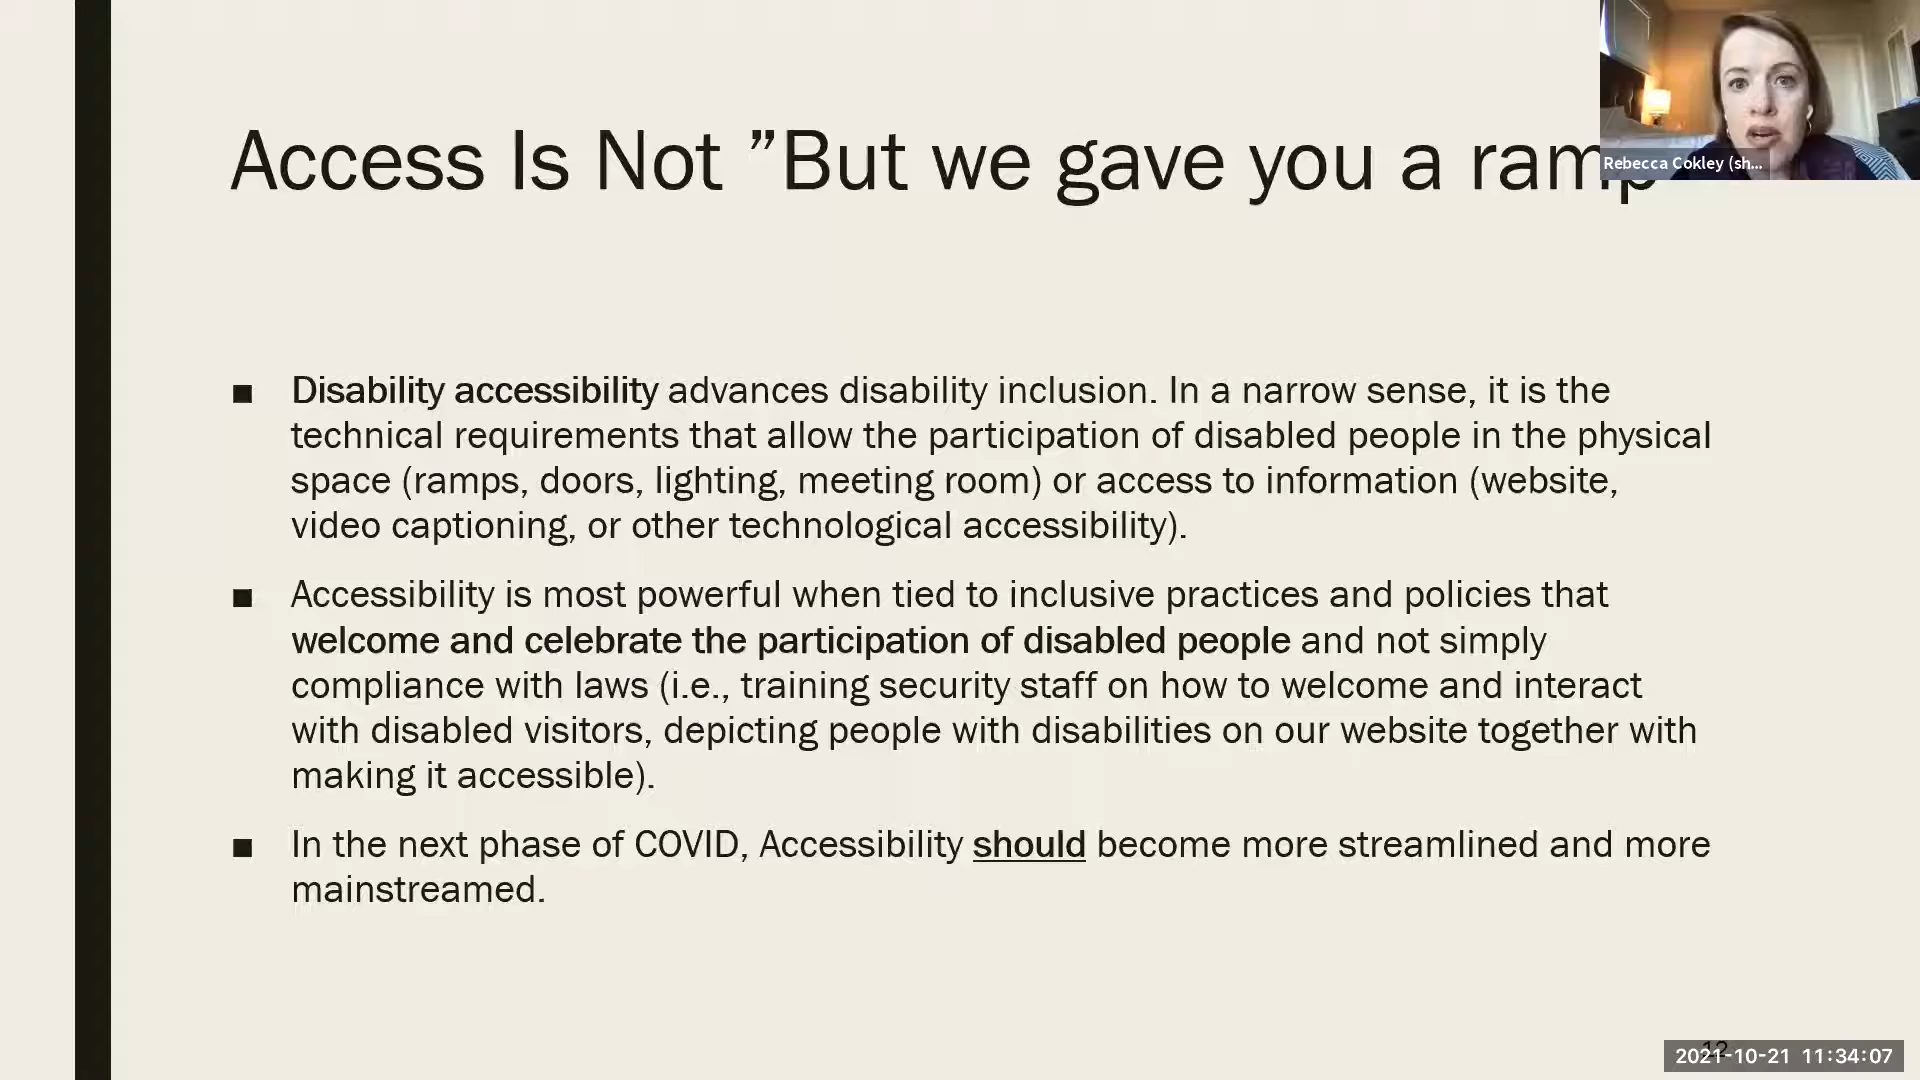 Access Is Not ”But we gave you a ramp
Rebecca Cokley (sh...
■ Disability accessibility advances disability inclusion. In a narrow sense, it is the
technical requirements that allow the participation of disabled people in the physical
space (ramps, doors, lighting, meeting room) or access to information (website,
video captioning, or other technological accessibility).
■ Accessibility is most powerful when tied to inclusive practices and policies that
welcome and celebrate the participation of disabled people and not simply
compliance with laws (i.e., training security staff on how to welcome and interact
with disabled visitors, depicting people with disabilities on our website together with
making it accessible).
■ In the next phase of COVID, Accessibility should become more streamlined and more
mainstreamed.
12
2021-10-21 11:34:07